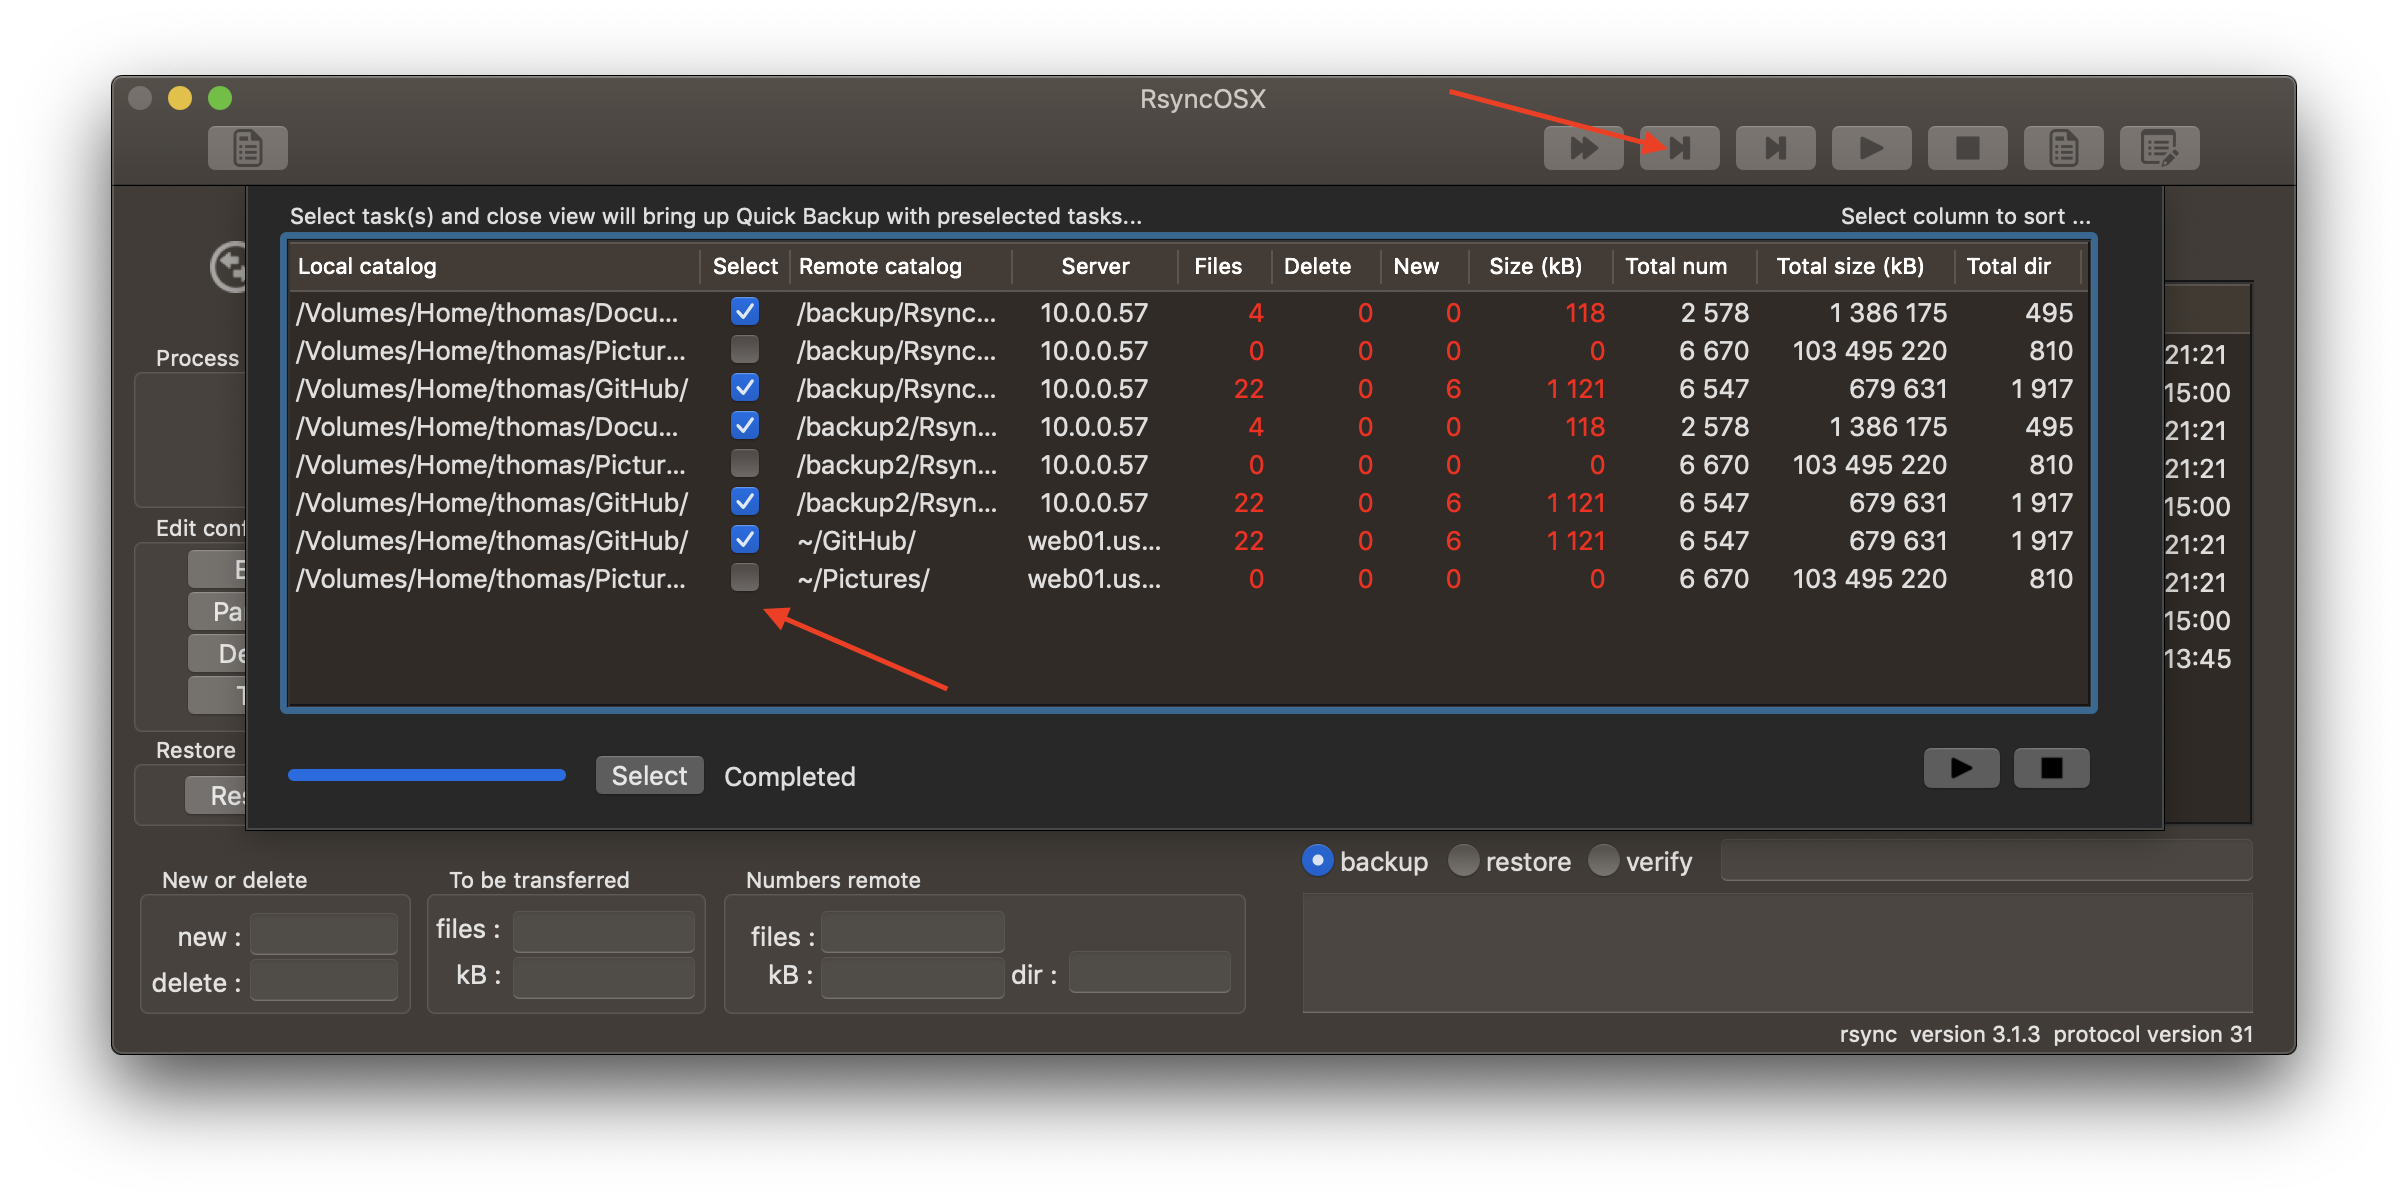 RsyncOSX
Select task(s) and close view will bring up Quick Backup with preselected tasks... Select column to sort ...
Local catalog Select Remote catalog Server Files Delete New Size (kB) Total num Total size (kB) Total dir
/Volumes/Home/thomas/Docu... /backup/Rsync... 10.0.0.57 4 0 0 118 2 578 1 386 175 495
/Volumes/Home/thomas/Pictur... /backup/Rsync... 10.0.0.57 0 0 0 0 6 670 103 495 220 810
/Volumes/Home/thomas/GitHub/ /backup/Rsync... 10.0.0.57 22 0 6 1 121 6 547 679 631 1 917
/Volumes/Home/thomas/Docu... /backup2/Rsyn... 10.0.0.57 4 0 0 118 2 578 1 386 175 495
/Volumes/Home/thomas/Pictur... /backup2/Rsyn... 10.0.0.57 0 0 0 0 6 670 103 495 220 810
/Volumes/Home/thomas/GitHub/ /backup2/Rsyn... 10.0.0.57 22 0 6 1 121 6 547 679 631 1 917
/Volumes/Home/thomas/GitHub/ ~/GitHub/ web01.us... 22 0 6 1 121 6 547 679 631 1 917
/Volumes/Home/thomas/Pictur... ~/Pictures/ web01.us... 0 0 0 0 6 670 103 495 220 810
21:21
15:00
21:21
21:21
15:00
21:21
21:21
15:00
13:45
Process
Edit conf
Pa
De
Restore
Res
Select Completed
backup restore verify
New or delete
new :
delete :
To be transferred
files :
kB :
Numbers remote
files :
kB : dir :
rsync version 3.1.3 protocol version 31